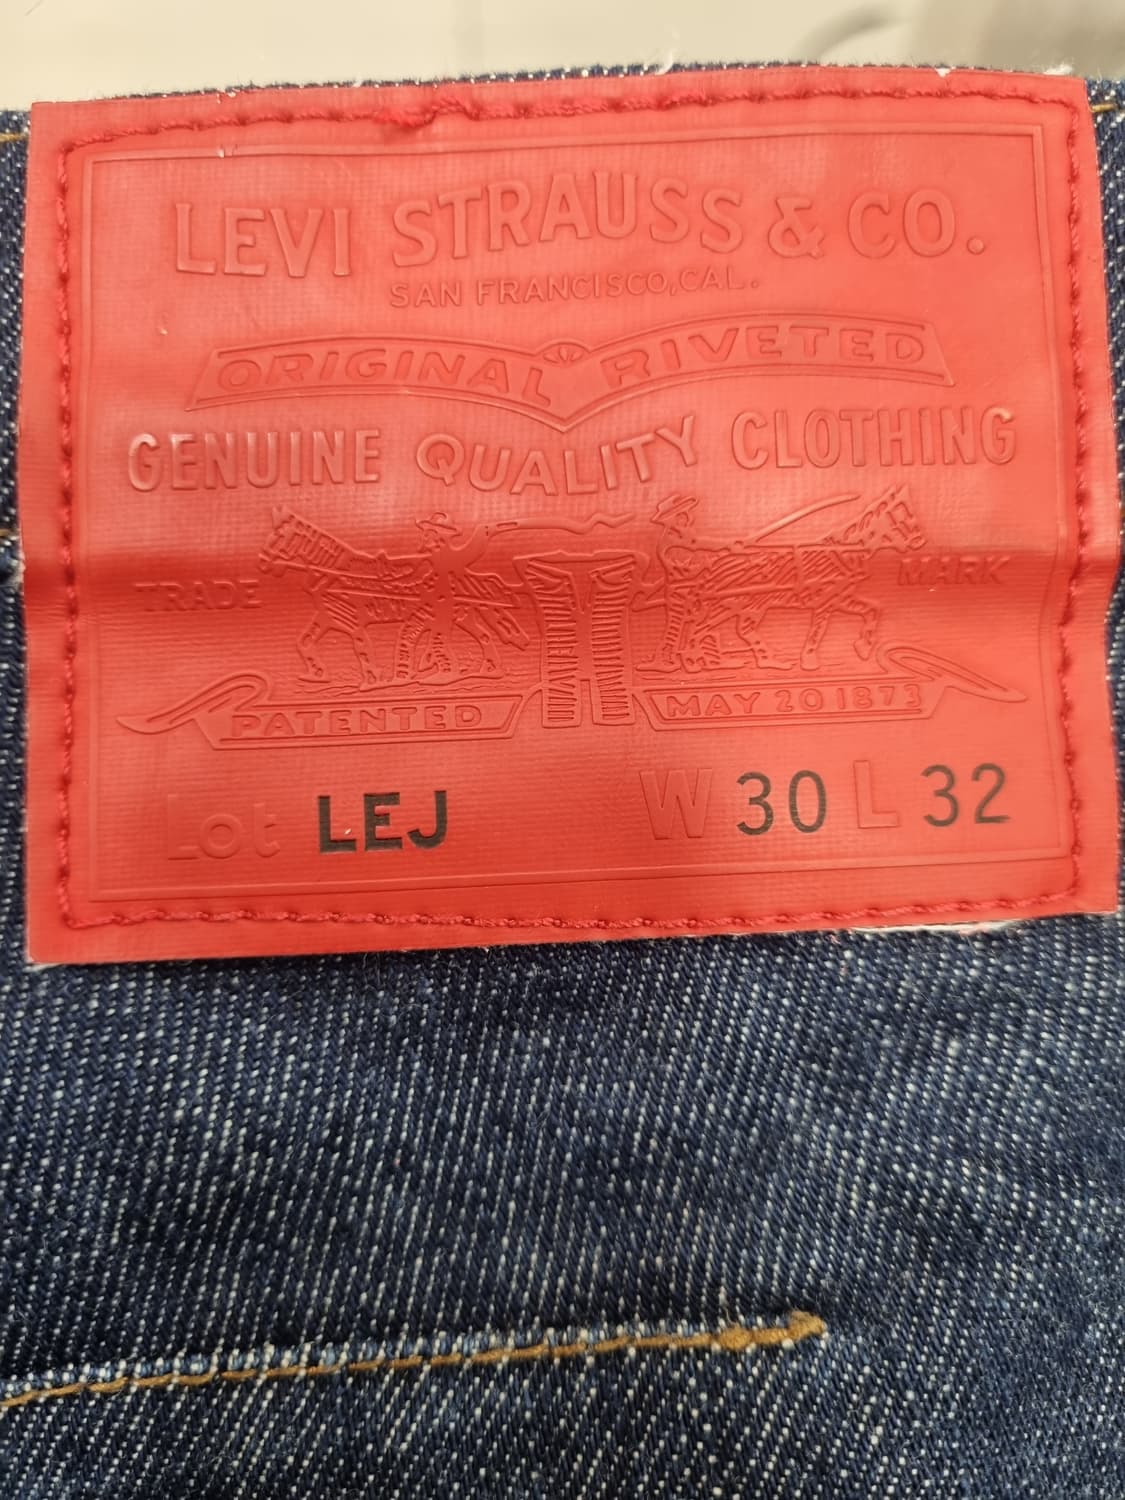 LEVI STRAUSS & CO.
SAN FRANCISCO, CAL.
ORIGINAL RIVETED
GENUINE QUALITY CLOTHING
TRADE MARK
PATENTED MAY 20 1873
Lot LEJ W 30 L 32